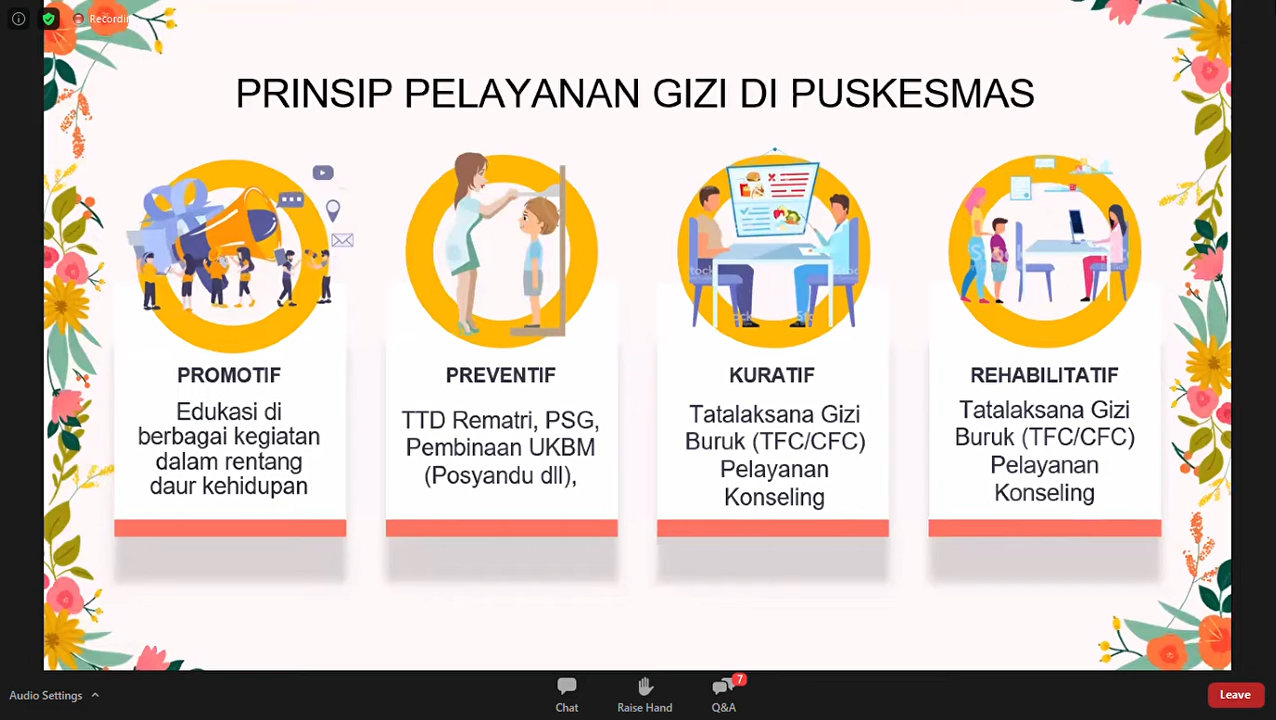 Recording
PRINSIP PELAYANAN GIZI DI PUSKESMAS
PROMOTIF
Edukasi di
berbagai kegiatan
dalam rentang
daur kehidupan
PREVENTIF
TTD Rematri, PSG,
Pembinaan UKBM
(Posyandu dll),
KURATIF
Tatalaksana Gizi
Buruk (TFC/CFC)
Pelayanan
Konseling
REHABILITATIF
Tatalaksana Gizi
Buruk (TFC/CFC)
Pelayanan
Konseling
Audio Settings
Chat
Raise Hand
7
Q&A
Leave